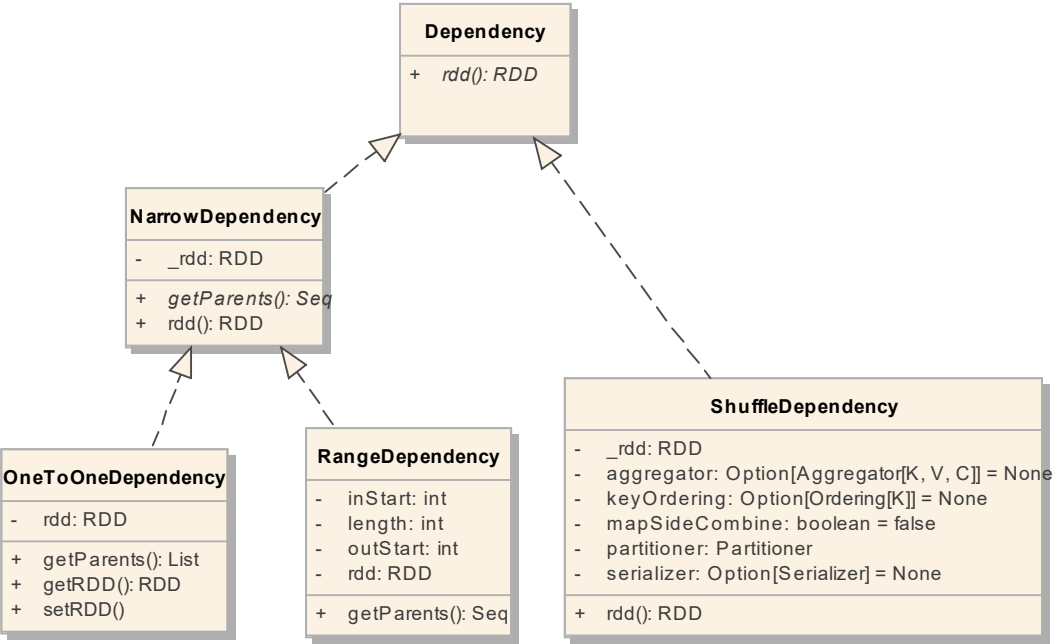 Dependency
+ rdd(): RDD
NarrowDependency
- _rdd: RDD
+ getParents(): Seq
+ rdd(): RDD
OneToOneDependency
- rdd: RDD
+ getParents(): List
+ getRDD(): RDD
+ setRDD()
RangeDependency
- inStart: int
- length: int
- outStart: int
- rdd: RDD
+ getParents(): Seq
ShuffleDependency
- _rdd: RDD
- aggregator: Option[Aggregator[K, V, C]] = None
- keyOrdering: Option[Ordering[K]] = None
- mapSideCombine: boolean = false
- partitioner: Partitioner
- serializer: Option[Serializer] = None
+ rdd(): RDD